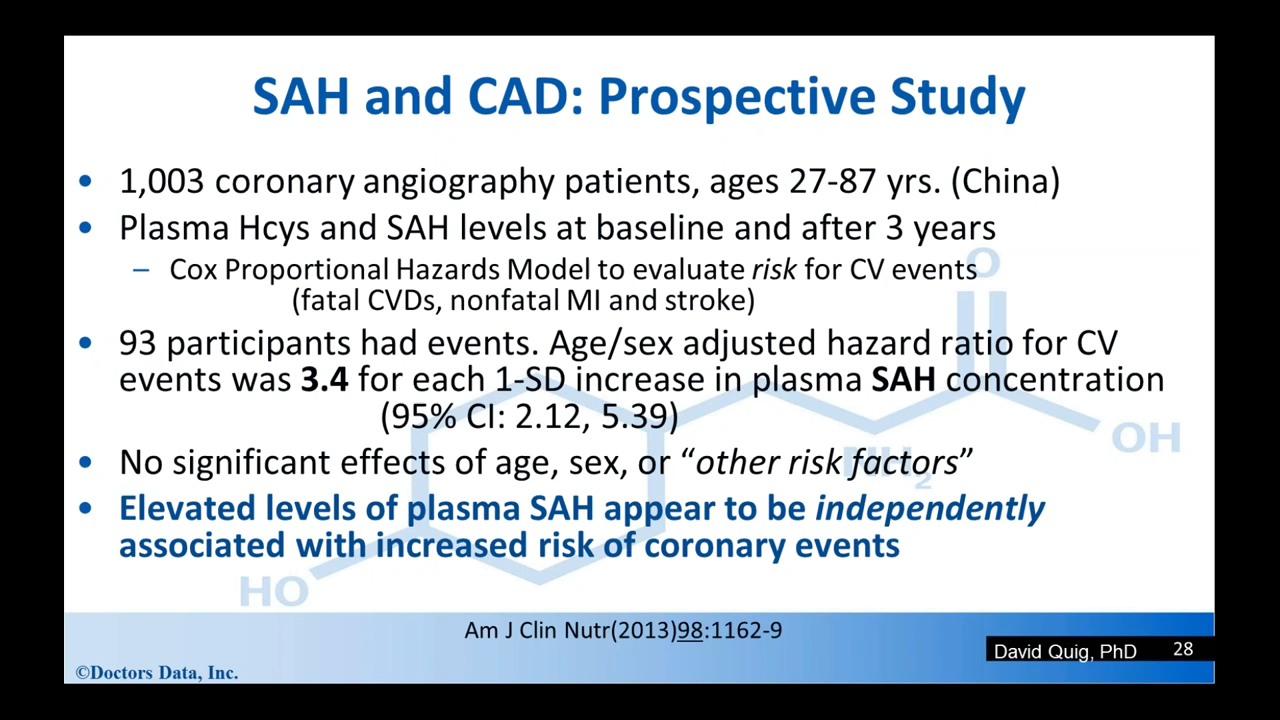 SAH and CAD: Prospective Study
• 1,003 coronary angiography patients, ages 27-87 yrs. (China)
• Plasma Hcys and SAH levels at baseline and after 3 years
– Cox Proportional Hazards Model to evaluate risk for CV events
(fatal CVDs, nonfatal MI and stroke)
• 93 participants had events. Age/sex adjusted hazard ratio for CV
events was 3.4 for each 1-SD increase in plasma SAH concentration
(95% CI: 2.12, 5.39)
• No significant effects of age, sex, or “other risk factors”
• Elevated levels of plasma SAH appear to be independently
associated with increased risk of coronary events
O
OH
NH2
HO
Am J Clin Nutr(2013)98:1162-9
David Quig, PhD 28
©Doctors Data, Inc.